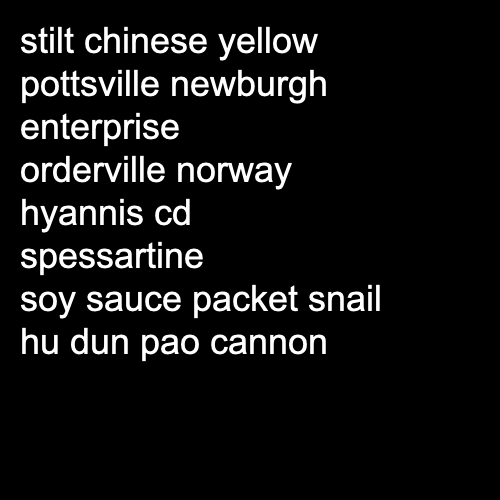 stilt chinese yellow
pottsville newburgh
enterprise
orderville norway
hyannis cd
spessartine
soy sauce packet snail
hu dun pao cannon